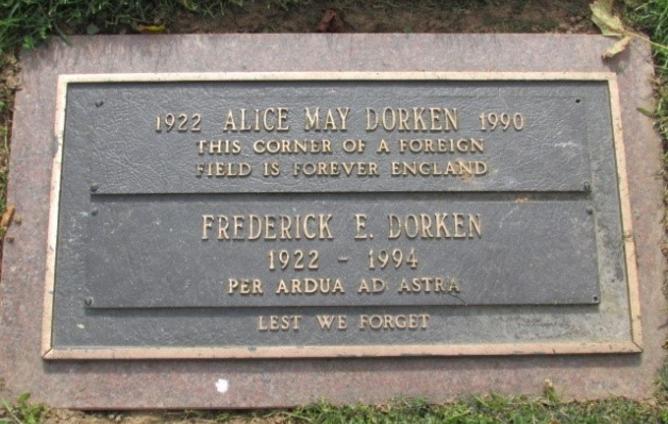 1922 ALICE MAY DORKEN 1990
THIS CORNER OF A FOREIGN
FIELD IS FOREVER ENGLAND
FREDERICK E. DORKEN
1922 - 1994
PER ARDUA AD ASTRA
LEST WE FORGET